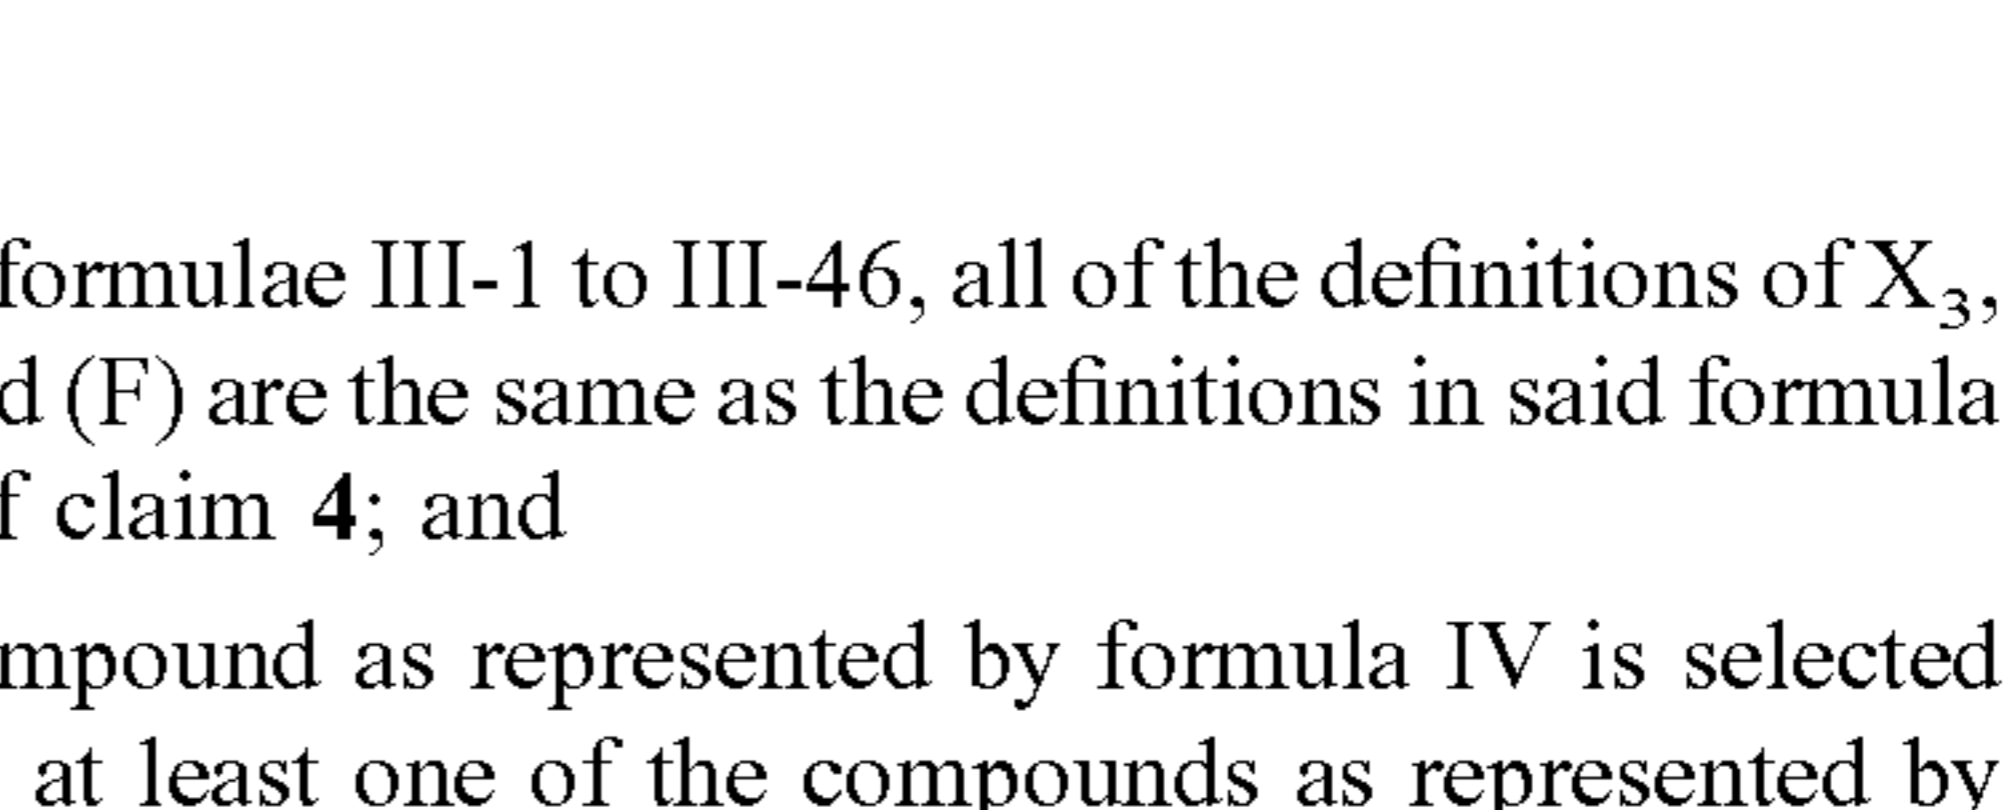 formulae III-1 to III-46, all of the definitions of X₃,
d (F) are the same as the definitions in said formula
f claim 4; and
mpound as represented by formula IV is selected
at least one of the compounds as represented by